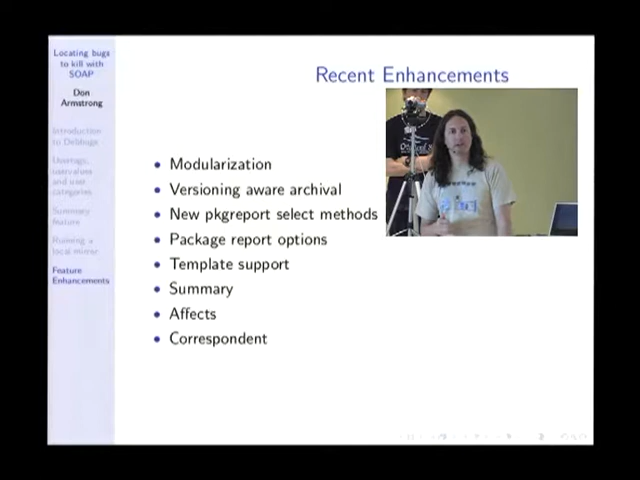 Locating bugs
to kill with
SOAP
Don
Armstrong
Introduction
to Debbugs
Usertags,
uservalues
and user
categories
Summary
feature
Running a
local mirror
Feature
Enhancements
Recent Enhancements
• Modularization
• Versioning aware archival
• New pkgreport select methods
• Package report options
• Template support
• Summary
• Affects
• Correspondent